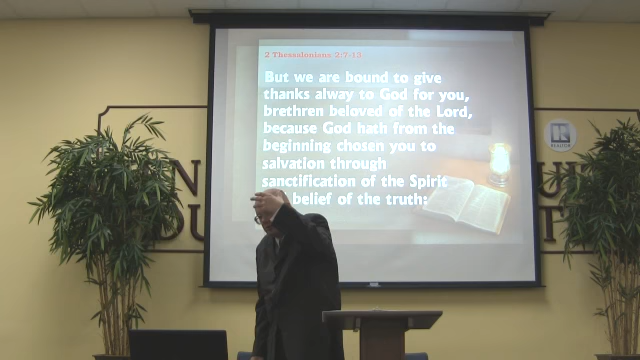 2 Thessalonians 2:7-13
But we are bound to give
thanks alway to God for you,
brethren beloved of the Lord,
because God hath from the
beginning chosen you to
salvation through
sanctification of the Spirit
belief of the truth:
REALTOR